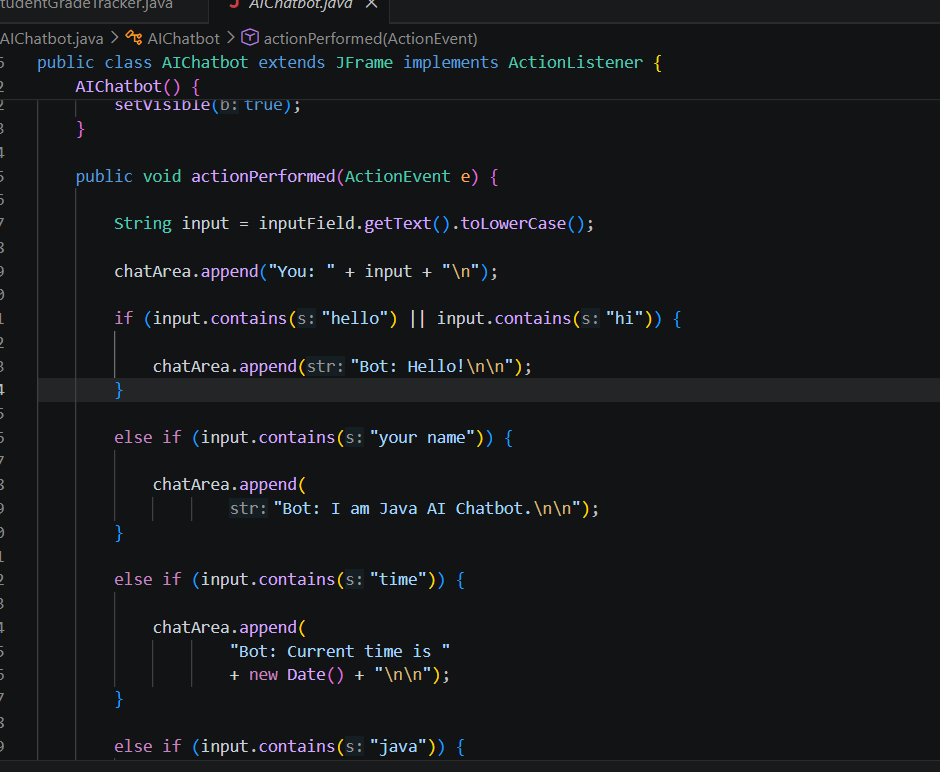 tudentGradeTracker.java
J AIChatbot.java ×
AIChatbot.java > AIChatbot > actionPerformed(ActionEvent)
public class AIChatbot extends JFrame implements ActionListener {
AIChatbot() {
setVisible(b: true);
}
public void actionPerformed(ActionEvent e) {
String input = inputField.getText().toLowerCase();
chatArea.append("You: " + input + "\n");
if (input.contains(s: "hello") || input.contains(s: "hi")) {
chatArea.append(str: "Bot: Hello!\n\n");
}
else if (input.contains(s: "your name")) {
chatArea.append(
str: "Bot: I am Java AI Chatbot.\n\n");
}
else if (input.contains(s: "time")) {
chatArea.append(
"Bot: Current time is "
+ new Date() + "\n\n");
}
else if (input.contains(s: "java")) {